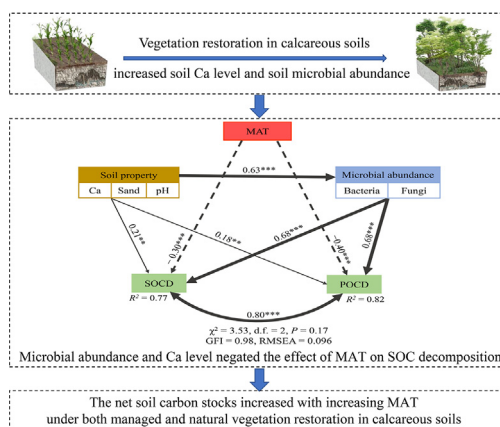 Vegetation restoration in calcareous soils
increased soil Ca level and soil microbial abundance
MAT
Soil property
Ca Sand pH
0.63***
Microbial abundance
Bacteria Fungi
0.21**
-0.30***
0.18**
0.68***
-0.40***
0.68***
SOCD
R² = 0.77
POCD
R² = 0.82
0.80***
χ² = 3.53, d.f. = 2, P = 0.17
GFI = 0.98, RMSEA = 0.096
Microbial abundance and Ca level negated the effect of MAT on SOC decomposition
The net soil carbon stocks increased with increasing MAT
under both managed and natural vegetation restoration in calcareous soils